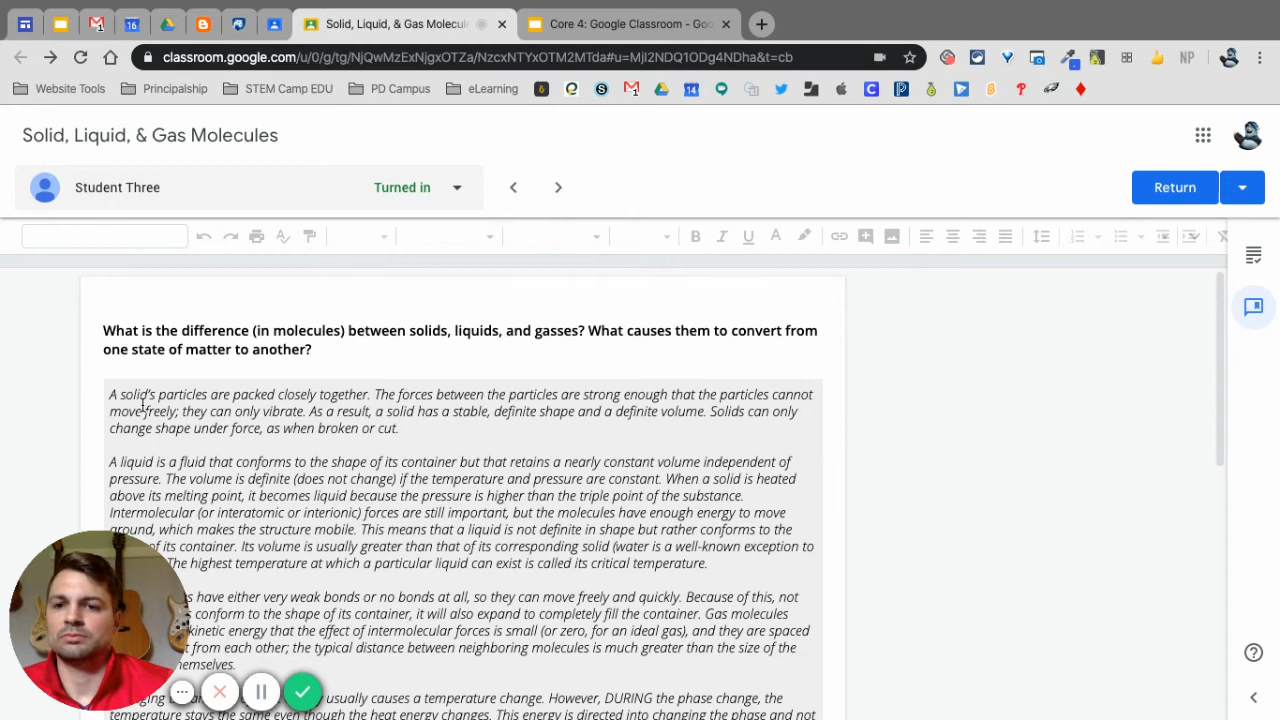 Solid, Liquid, & Gas Molecul
Core 4: Google Classroom - Goo
classroom.google.com/u/0/g/tg/NjQwMzExNjgxOTZa/NzcxNTYxOTM2MTda#u=MjI2NDQ1ODg4NDha&t=cb
NP
Website Tools
Principalship
STEM Camp EDU
PD Campus
eLearning
Solid, Liquid, & Gas Molecules
Student Three
Turned in
Return
What is the difference (in molecules) between solids, liquids, and gasses? What causes them to convert from
one state of matter to another?
A solid's particles are packed closely together. The forces between the particles are strong enough that the particles cannot
move freely; they can only vibrate. As a result, a solid has a stable, definite shape and a definite volume. Solids can only
change shape under force, as when broken or cut.
A liquid is a fluid that conforms to the shape of its container but that retains a nearly constant volume independent of
pressure. The volume is definite (does not change) if the temperature and pressure are constant. When a solid is heated
above its melting point, it becomes liquid because the pressure is higher than the triple point of the substance.
Intermolecular (or interatomic or interionic) forces are still important, but the molecules have enough energy to move
around, which makes the structure mobile. This means that a liquid is not definite in shape but rather conforms to the
of its container. Its volume is usually greater than that of its corresponding solid (water is a well-known exception to
The highest temperature at which a particular liquid can exist is called its critical temperature.
have either very weak bonds or no bonds at all, so they can move freely and quickly. Because of this, not
conform to the shape of its container, it will also expand to completely fill the container. Gas molecules
kinetic energy that the effect of intermolecular forces is small (or zero, for an ideal gas), and they are spaced
from each other; the typical distance between neighboring molecules is much greater than the size of the
themselves.
usually causes a temperature change. However, DURING the phase change, the
temperature stays the same even though the heat energy changes. This energy is directed into changing the phase and not